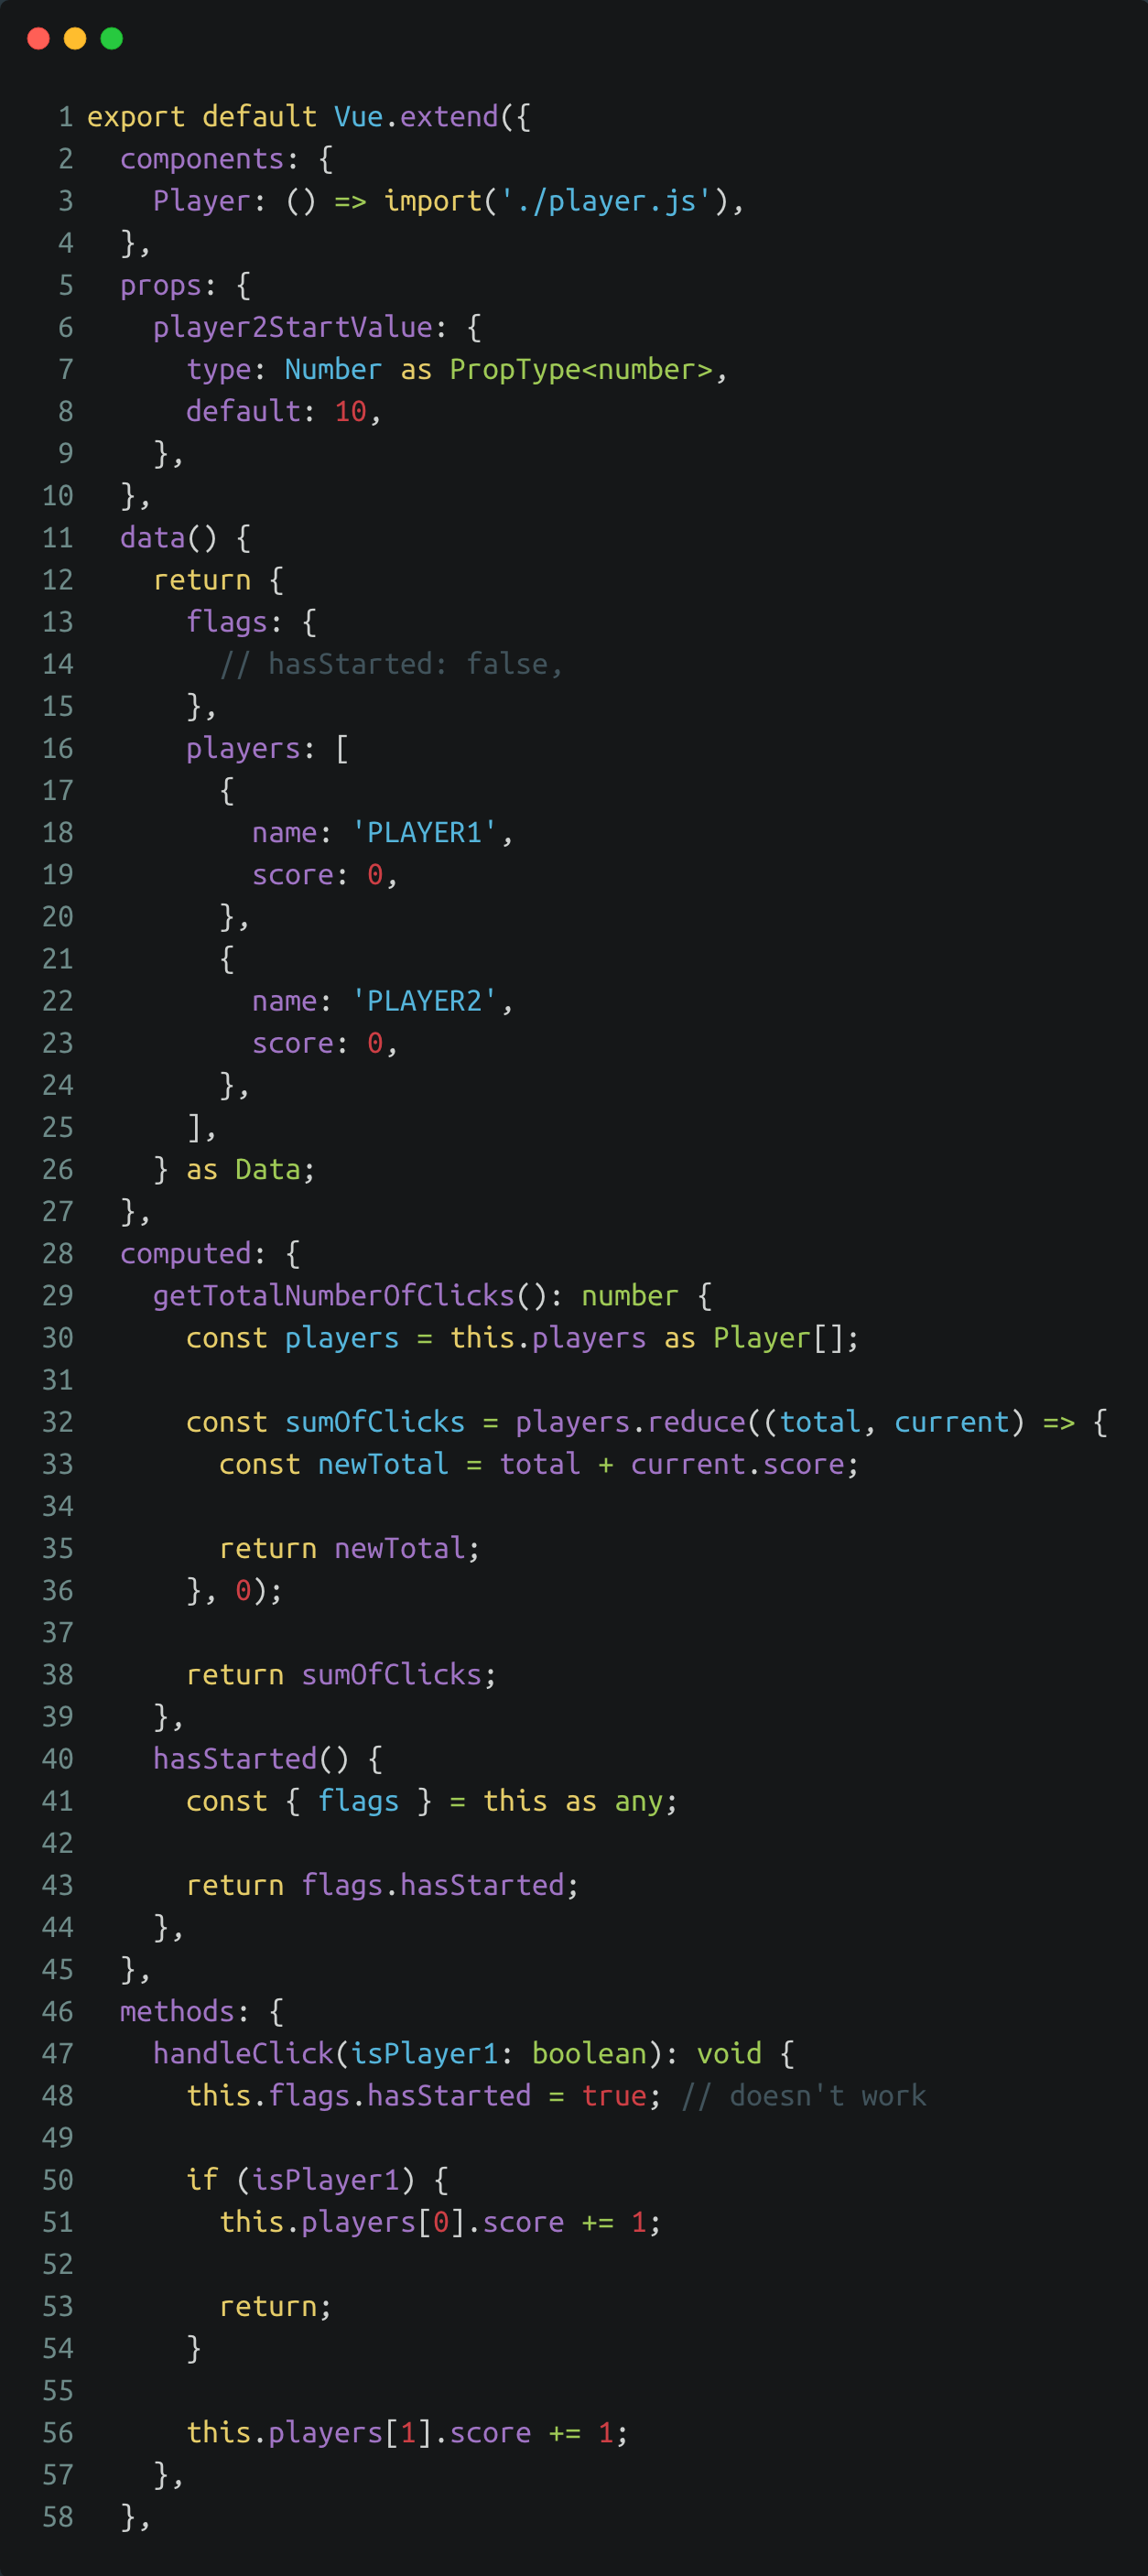 1 export default Vue.extend({
2   components: {
3     Player: () => import('./player.js'),
4   },
5   props: {
6     player2StartValue: {
7       type: Number as PropType<number>,
8       default: 10,
9     },
10   },
11   data() {
12     return {
13       flags: {
14         // hasStarted: false,
15       },
16       players: [
17         {
18           name: 'PLAYER1',
19           score: 0,
20         },
21         {
22           name: 'PLAYER2',
23           score: 0,
24         },
25       ],
26     } as Data;
27   },
28   computed: {
29     getTotalNumberOfClicks(): number {
30       const players = this.players as Player[];
31
32       const sumOfClicks = players.reduce((total, current) => {
33         const newTotal = total + current.score;
34
35         return newTotal;
36       }, 0);
37
38       return sumOfClicks;
39     },
40     hasStarted() {
41       const { flags } = this as any;
42
43       return flags.hasStarted;
44     },
45   },
46   methods: {
47     handleClick(isPlayer1: boolean): void {
48       this.flags.hasStarted = true; // doesn't work
49
50       if (isPlayer1) {
51         this.players[0].score += 1;
52
53         return;
54       }
55
56       this.players[1].score += 1;
57     },
58   },